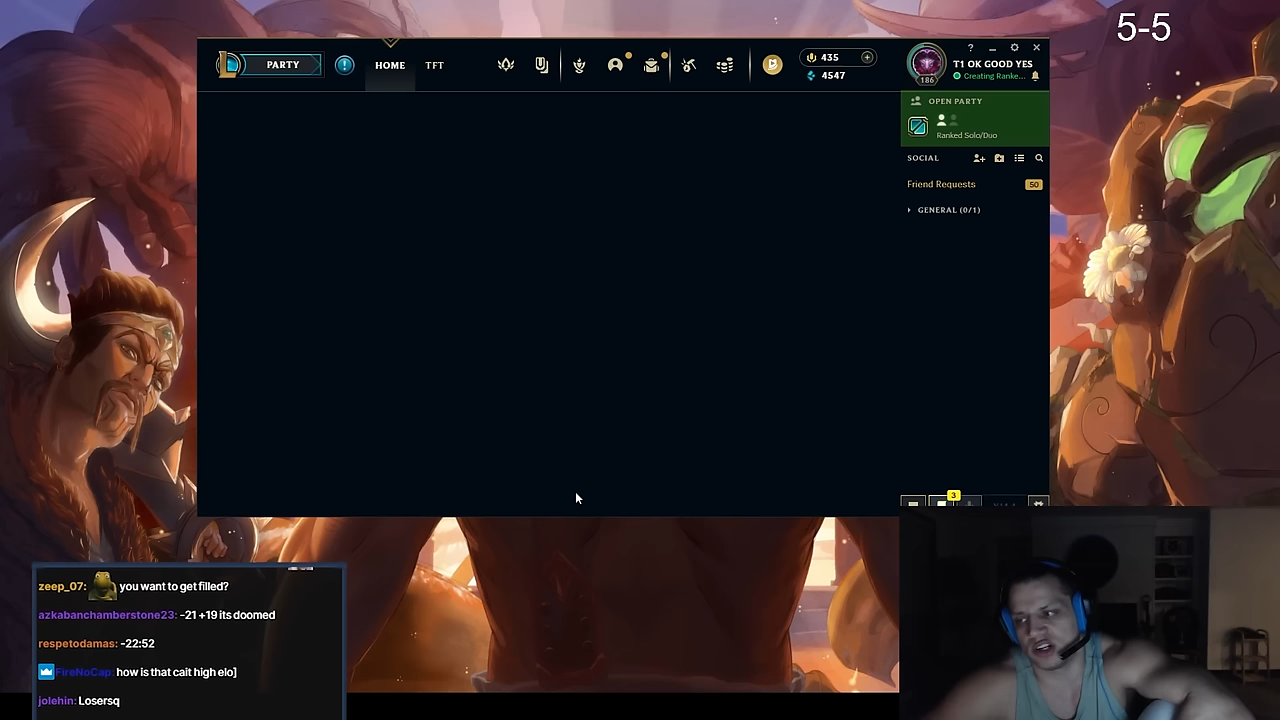 5-5
PARTY
HOME
TFT
435
4547
186
T1 OK GOOD YES
Creating Ranke...
OPEN PARTY
Ranked Solo/Duo
SOCIAL
Friend Requests
50
GENERAL (0/1)
3
zeep_07: you want to get filled?
azkabanchamberstone23: -21 +19 its doomed
respetodamas: -22:52
FireNoCap: how is that cait high elo]
jolehin: Losersq